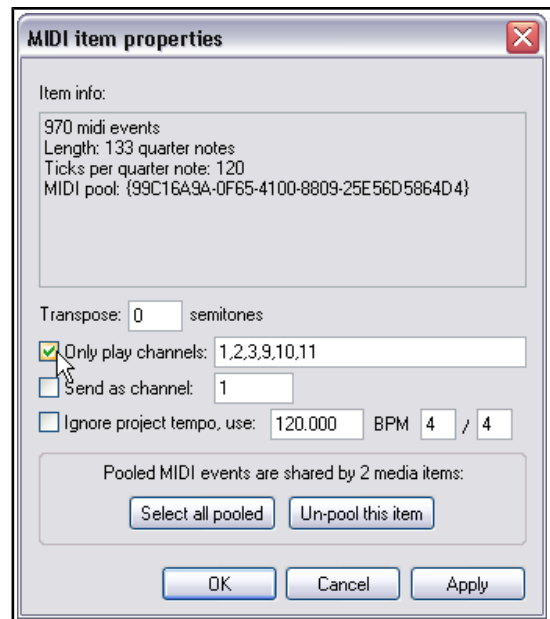 MIDI item properties
Item info:
970 midi events
Length: 133 quarter notes
Ticks per quarter note: 120
MIDI pool: {99C16A9A-0F65-4100-8809-25E56D5864D4}
Transpose: 0 semitones
Only play channels: 1,2,3,9,10,11
Send as channel: 1
Ignore project tempo, use: 120.000 BPM 4 / 4
Pooled MIDI events are shared by 2 media items:
Select all pooled Un-pool this item
OK Cancel Apply